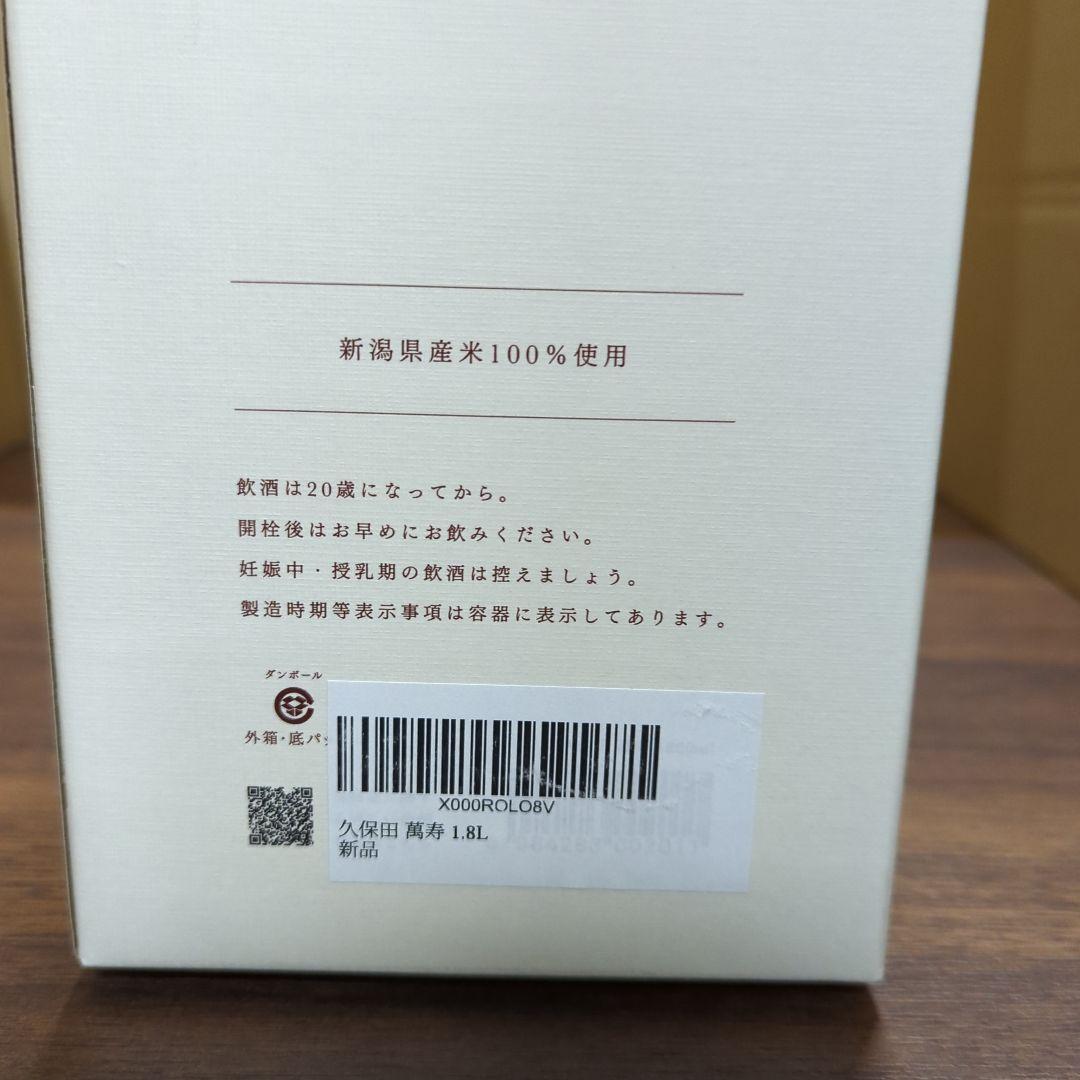 新潟県産米100%使用
飲酒は20歳になってから。
開栓後はお早めにお飲みください。
妊娠中・授乳期の飲酒は控えましょう。
製造時期等表示事項は容器に表示してあります。
ダンボール
外箱・底パッ
X000ROLO8V
久保田 萬寿 1.8L
新品